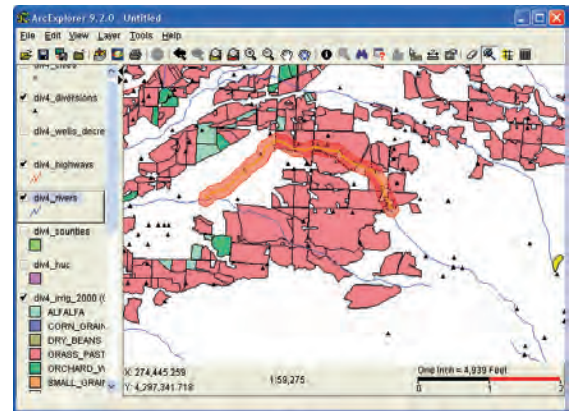 ArcExplorer 9.2.0 Untitled
File Edit View Layer Tools Help
div4_diversions
div4_wells_decre
div4_highways
div4_rivers
div4_counties
div4_huc
div4_irrig_2000
ALFALFA
CORN_GRAIN
DRY_BEANS
GRASS_PAST
ORCHARD_W
SMALL_GRAI
X: 274,445.259
Y: 4,297,341.718
1:59,275
One Inch = 4,939 Feet
0 1 2